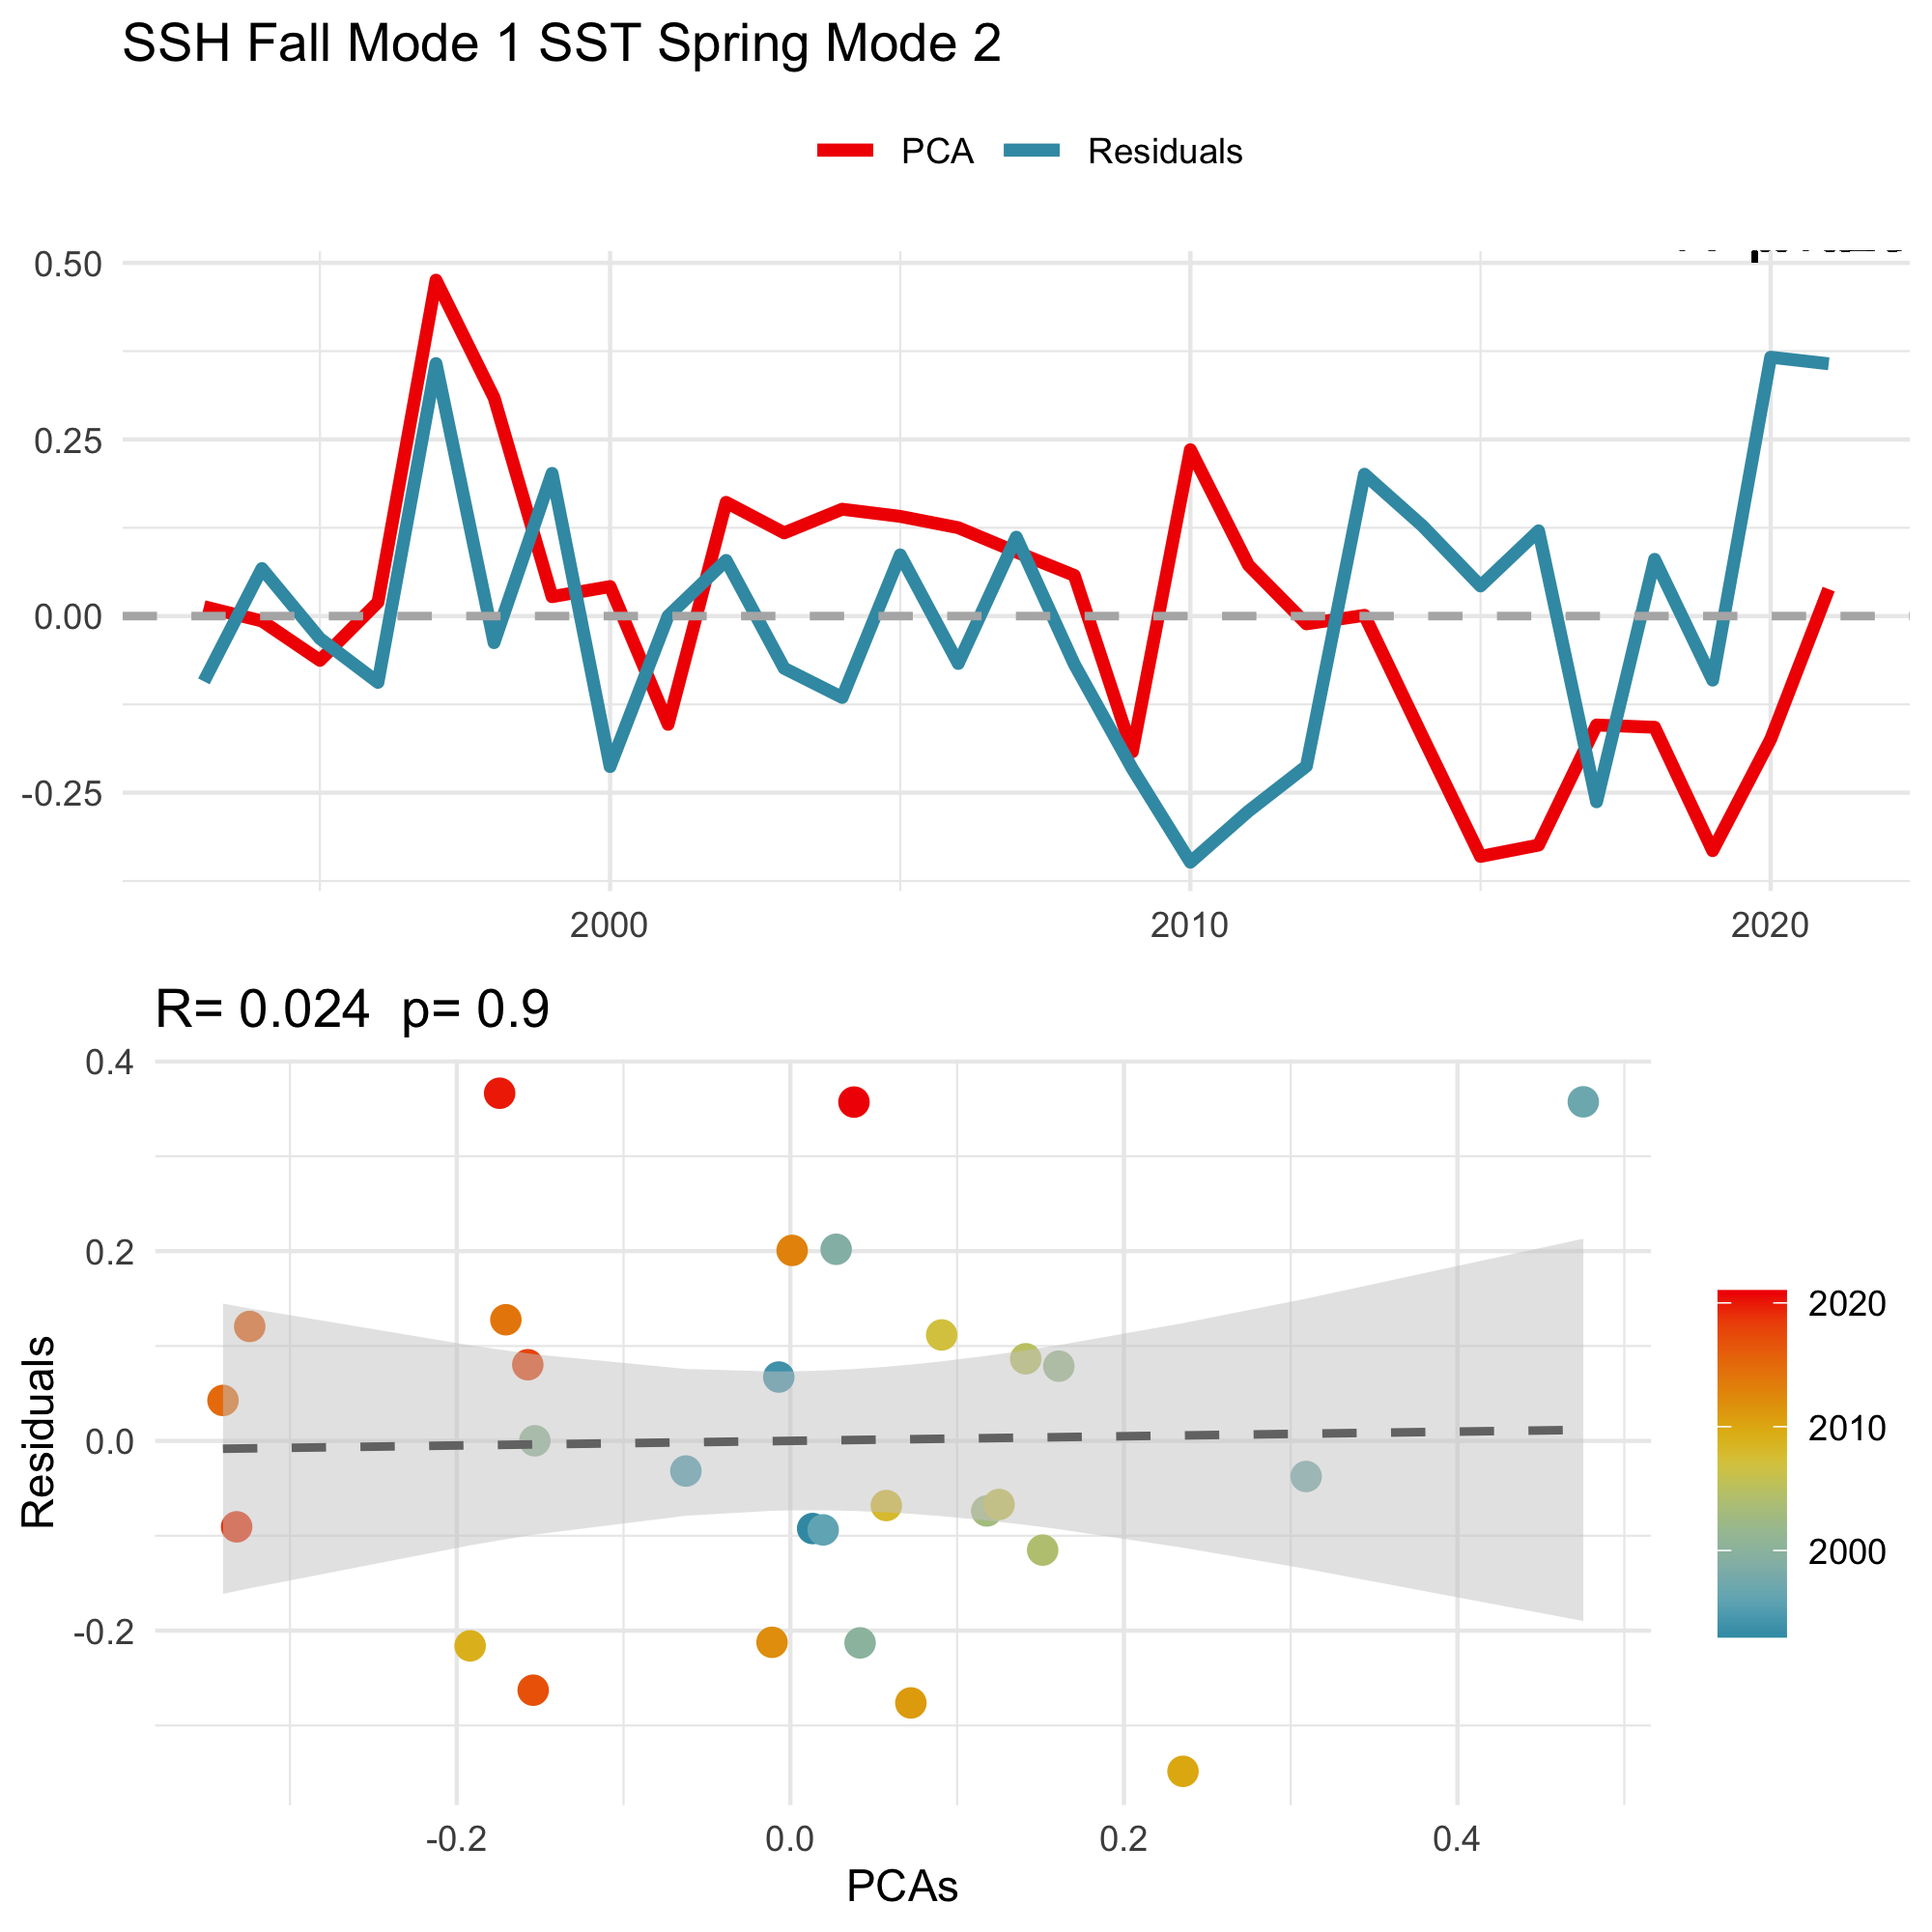 SSH Fall Mode 1 SST Spring Mode 2
PCA Residuals
0.50
0.25
0.00
-0.25
2000 2010 2020
R= 0.024 p= 0.9
0.4
0.2
0.0
-0.2
Residuals
-0.2 0.0 0.2 0.4
PCAs
2020
2010
2000